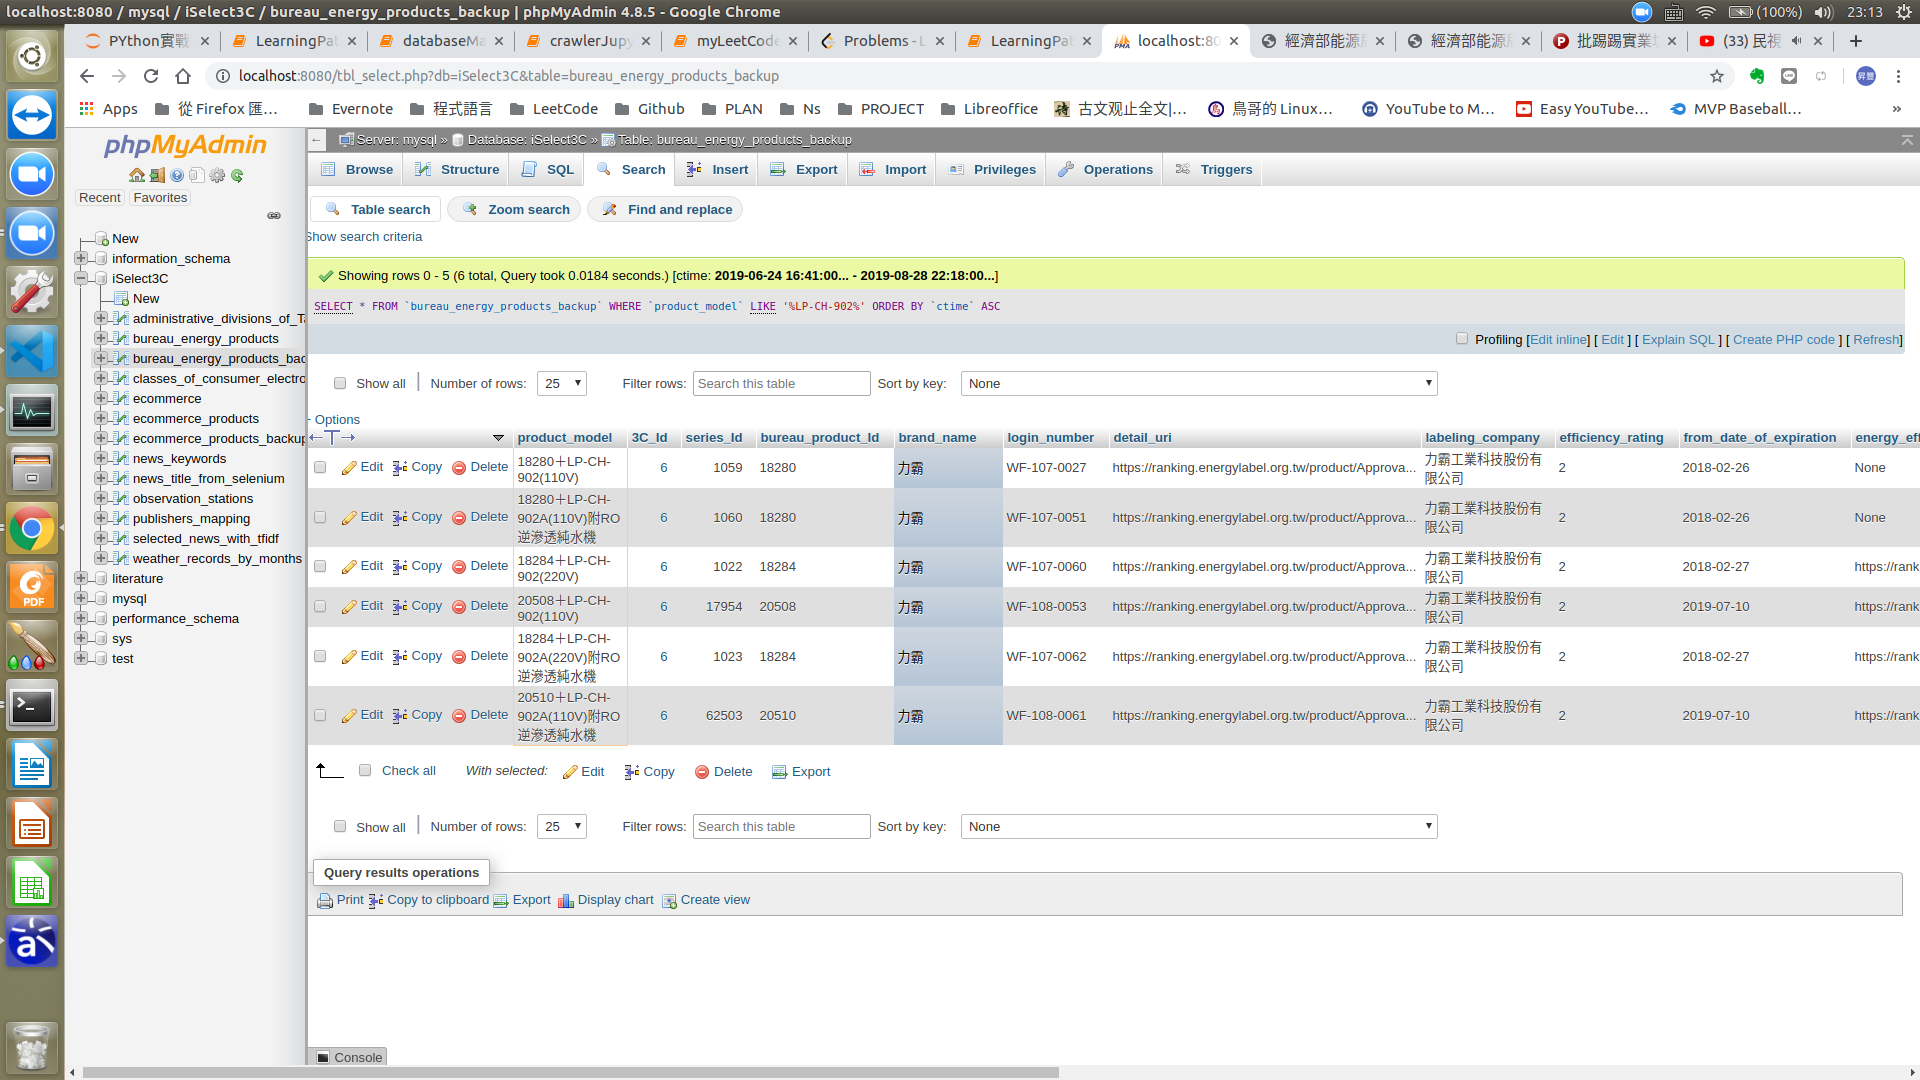 localhost:8080 / mysql / iSelect3C / bureau_energy_products_backup | phpMyAdmin 4.8.5 - Google Chrome
(100%)
23:13
PYthon實戰
LearningPat
databaseMa
crawlerJupy
myLeetCode
Problems - L
LearningPat
localhost:80
經濟部能源局
經濟部能源局
批踢踢實業坊
(33) 民視
localhost:8080/tbl_select.php?db=iSelect3C&table=bureau_energy_products_backup
昇豐
Apps
從 Firefox 匯…
Evernote
程式語言
LeetCode
Github
PLAN
Ns
PROJECT
Libreoffice
古文观止全文|…
鳥哥的 Linux…
YouTube to M…
Easy YouTube…
MVP Baseball…
»
phpMyAdmin
Recent
Favorites
New
information_schema
iSelect3C
New
administrative_divisions_of_Ta
bureau_energy_products
bureau_energy_products_bac
classes_of_consumer_electro
ecommerce
ecommerce_products
ecommerce_products_backup
news_keywords
news_title_from_selenium
observation_stations
publishers_mapping
selected_news_with_tfidf
weather_records_by_months
literature
mysql
performance_schema
sys
test
PDF
Server: mysql » Database: iSelect3C » Table: bureau_energy_products_backup
Browse
Structure
SQL
Search
Insert
Export
Import
Privileges
Operations
Triggers
Table search
Zoom search
Find and replace
Show search criteria
Showing rows 0 - 5 (6 total, Query took 0.0184 seconds.) [ctime: 2019-06-24 16:41:00... - 2019-08-28 22:18:00...]
SELECT * FROM `bureau_energy_products_backup` WHERE `product_model` LIKE '%LP-CH-902%' ORDER BY `ctime` ASC
Profiling [Edit inline] [ Edit ] [ Explain SQL ] [ Create PHP code ] [ Refresh]
Show all
Number of rows: 25
Filter rows: Search this table
Sort by key: None
+ Options
product_model 3C_Id series_Id bureau_product_Id brand_name login_number detail_uri labeling_company efficiency_rating from_date_of_expiration energy_eff
Edit Copy Delete 18280＋LP-CH-902(110V) 6 1059 18280 力霸 WF-107-0027 https://ranking.energylabel.org.tw/product/Approva... 力霸工業科技股份有限公司 2 2018-02-26 None
Edit Copy Delete 18280＋LP-CH-902A(110V)附RO逆滲透純水機 6 1060 18280 力霸 WF-107-0051 https://ranking.energylabel.org.tw/product/Approva... 力霸工業科技股份有限公司 2 2018-02-26 None
Edit Copy Delete 18284＋LP-CH-902(220V) 6 1022 18284 力霸 WF-107-0060 https://ranking.energylabel.org.tw/product/Approva... 力霸工業科技股份有限公司 2 2018-02-27 https://rank
Edit Copy Delete 20508＋LP-CH-902(110V) 6 17954 20508 力霸 WF-108-0053 https://ranking.energylabel.org.tw/product/Approva... 力霸工業科技股份有限公司 2 2019-07-10 https://rank
Edit Copy Delete 18284＋LP-CH-902A(220V)附RO逆滲透純水機 6 1023 18284 力霸 WF-107-0062 https://ranking.energylabel.org.tw/product/Approva... 力霸工業科技股份有限公司 2 2018-02-27 https://rank
Edit Copy Delete 20510＋LP-CH-902A(110V)附RO逆滲透純水機 6 62503 20510 力霸 WF-108-0061 https://ranking.energylabel.org.tw/product/Approva... 力霸工業科技股份有限公司 2 2019-07-10 https://rank
Check all
With selected:
Edit
Copy
Delete
Export
Show all
Number of rows: 25
Filter rows: Search this table
Sort by key: None
Query results operations
Print
Copy to clipboard
Export
Display chart
Create view
Console